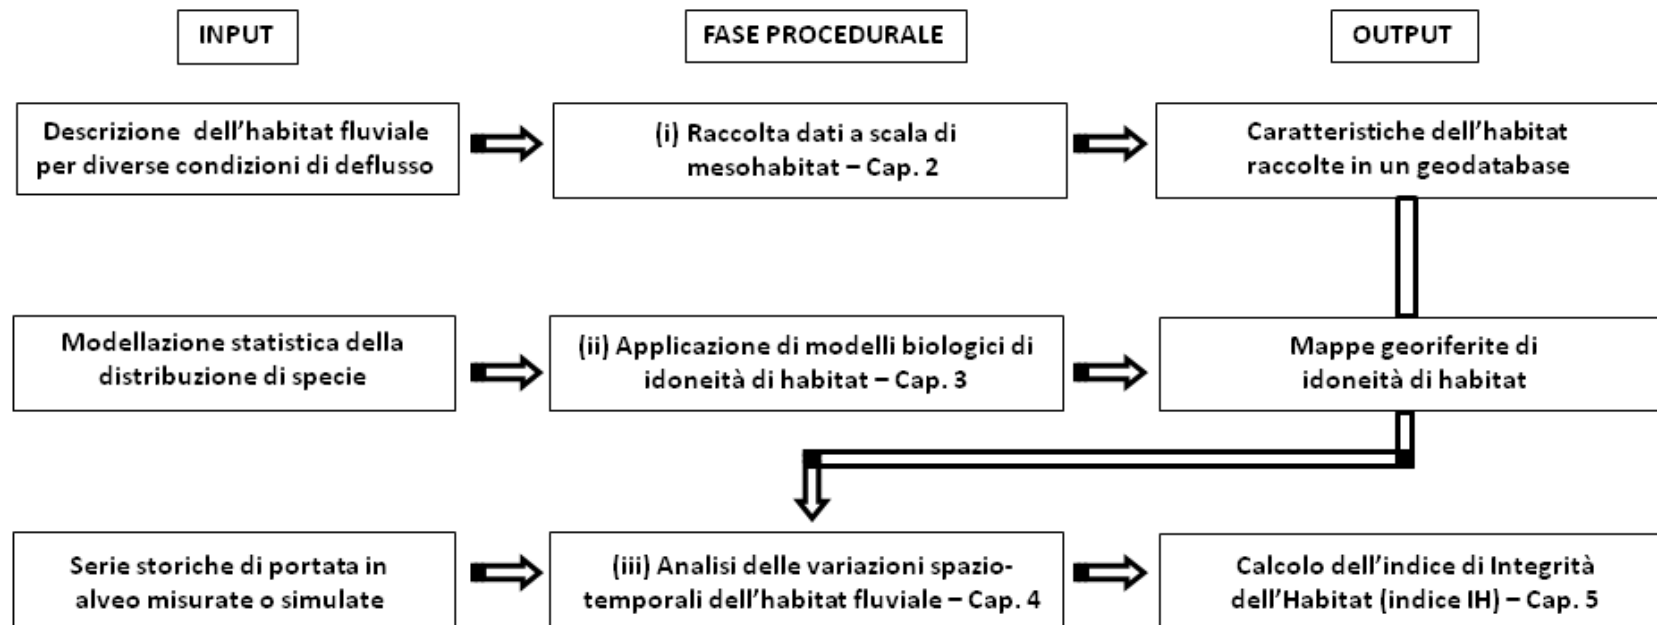 INPUT
FASE PROCEDURALE
OUTPUT
Descrizione dell’habitat fluviale
per diverse condizioni di deflusso
(i) Raccolta dati a scala di
mesohabitat – Cap. 2
Caratteristiche dell’habitat
raccolte in un geodatabase
Modellazione statistica della
distribuzione di specie
(ii) Applicazione di modelli biologici di
idoneità di habitat – Cap. 3
Mappe georiferite di
idoneità di habitat
Serie storiche di portata in
alveo misurate o simulate
(iii) Analisi delle variazioni spazio-
temporali dell’habitat fluviale – Cap. 4
Calcolo dell’indice di Integrità
dell’Habitat (indice IH) – Cap. 5